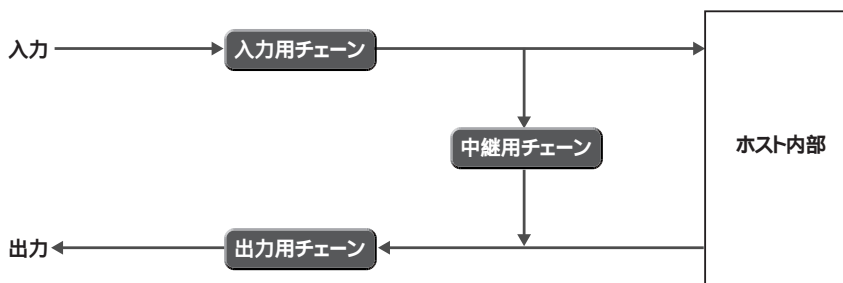 入力
入力用チェーン
中継用チェーン
ホスト内部
出力
出力用チェーン